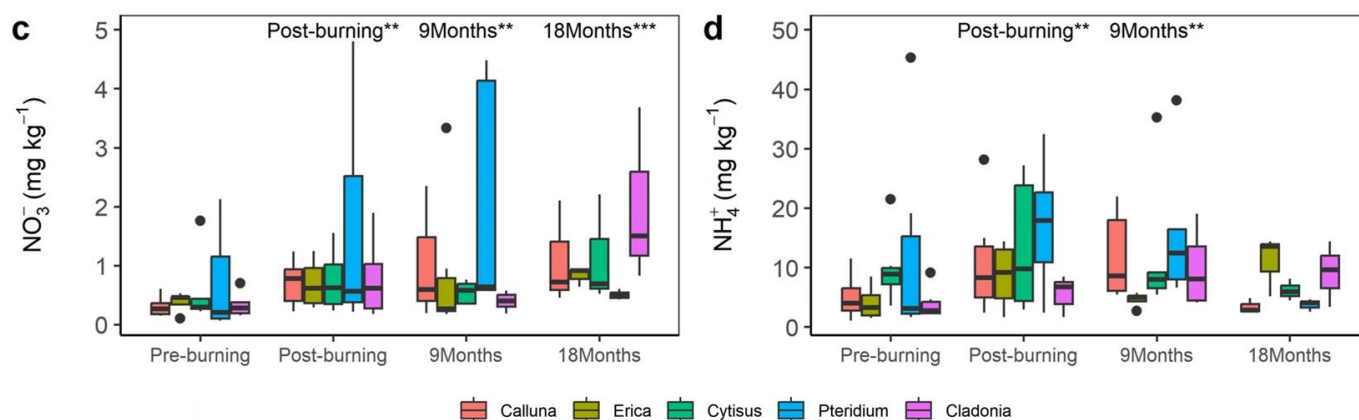 c
Post-burning** 9Months** 18Months***
NO₃⁻ (mg kg⁻¹)
5
4
3
2
1
0
Pre-burning Post-burning 9Months 18Months
d
Post-burning** 9Months**
NH₄⁺ (mg kg⁻¹)
50
40
30
20
10
0
Pre-burning Post-burning 9Months 18Months
Calluna Erica Cytisus Pteridium Cladonia